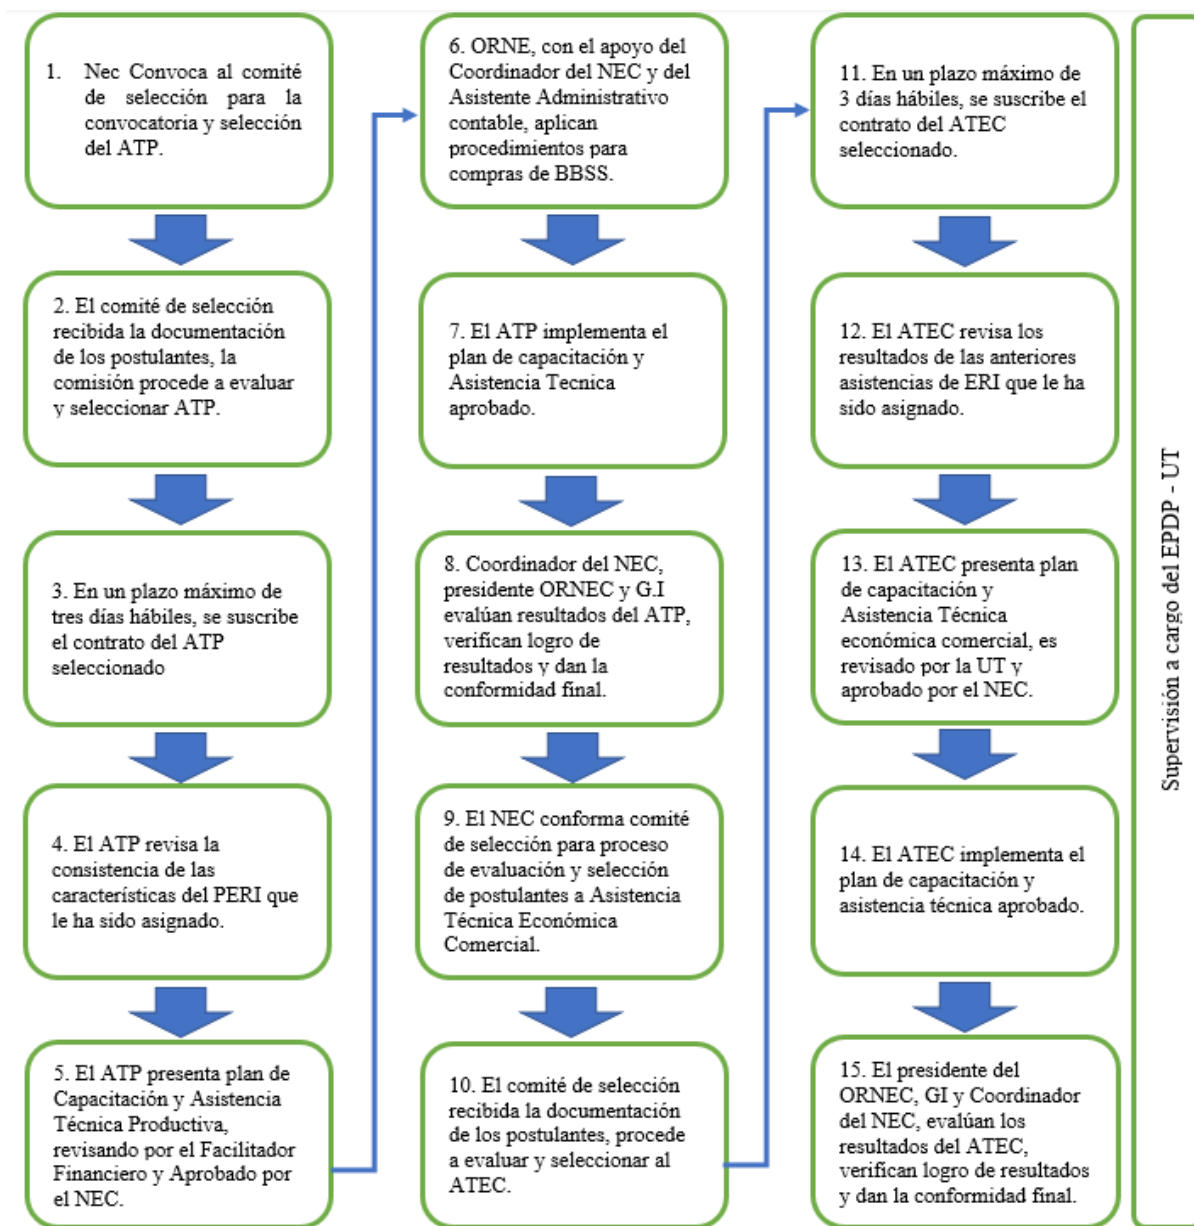 1. Nec Convoca al comité
de selección para la
convocatoria y selección
del ATP.
2. El comité de selección
recibida la documentación
de los postulantes, la
comisión procede a evaluar
y seleccionar ATP.
3. En un plazo máximo de
tres días hábiles, se suscribe
el contrato del ATP
seleccionado
4. El ATP revisa la
consistencia de las
características del PERI que
le ha sido asignado.
5. El ATP presenta plan de
Capacitación y Asistencia
Técnica Productiva,
revisando por el Facilitador
Financiero y Aprobado por
el NEC.
6. ORNE, con el apoyo del
Coordinador del NEC y del
Asistente Administrativo
contable, aplican
procedimientos para
compras de BBSS.
7. El ATP implementa el
plan de capacitación y
Asistencia Tecnica
aprobado.
8. Coordinador del NEC,
presidente ORNEC y G.I
evalúan resultados del ATP,
verifican logro de
resultados y dan la
conformidad final.
9. El NEC conforma comité
de selección para proceso
de evaluación y selección
de postulantes a Asistencia
Técnica Económica
Comercial.
10. El comité de selección
recibida la documentación
de los postulantes, procede
a evaluar y seleccionar al
ATEC.
11. En un plazo máximo de
3 días hábiles, se suscribe el
contrato del ATEC
seleccionado.
12. El ATEC revisa los
resultados de las anteriores
asistencias de ERI que le ha
sido asignado.
13. El ATEC presenta plan
de capacitación y
Asistencia Técnica
económica comercial, es
revisado por la UT y
aprobado por el NEC.
14. El ATEC implementa el
plan de capacitación y
asistencia técnica aprobado.
15. El presidente del
ORNEC, GI y Coordinador
del NEC, evalúan los
resultados del ATEC,
verifican logro de resultados
y dan la conformidad final.
Supervisión a cargo del EPDP - UT